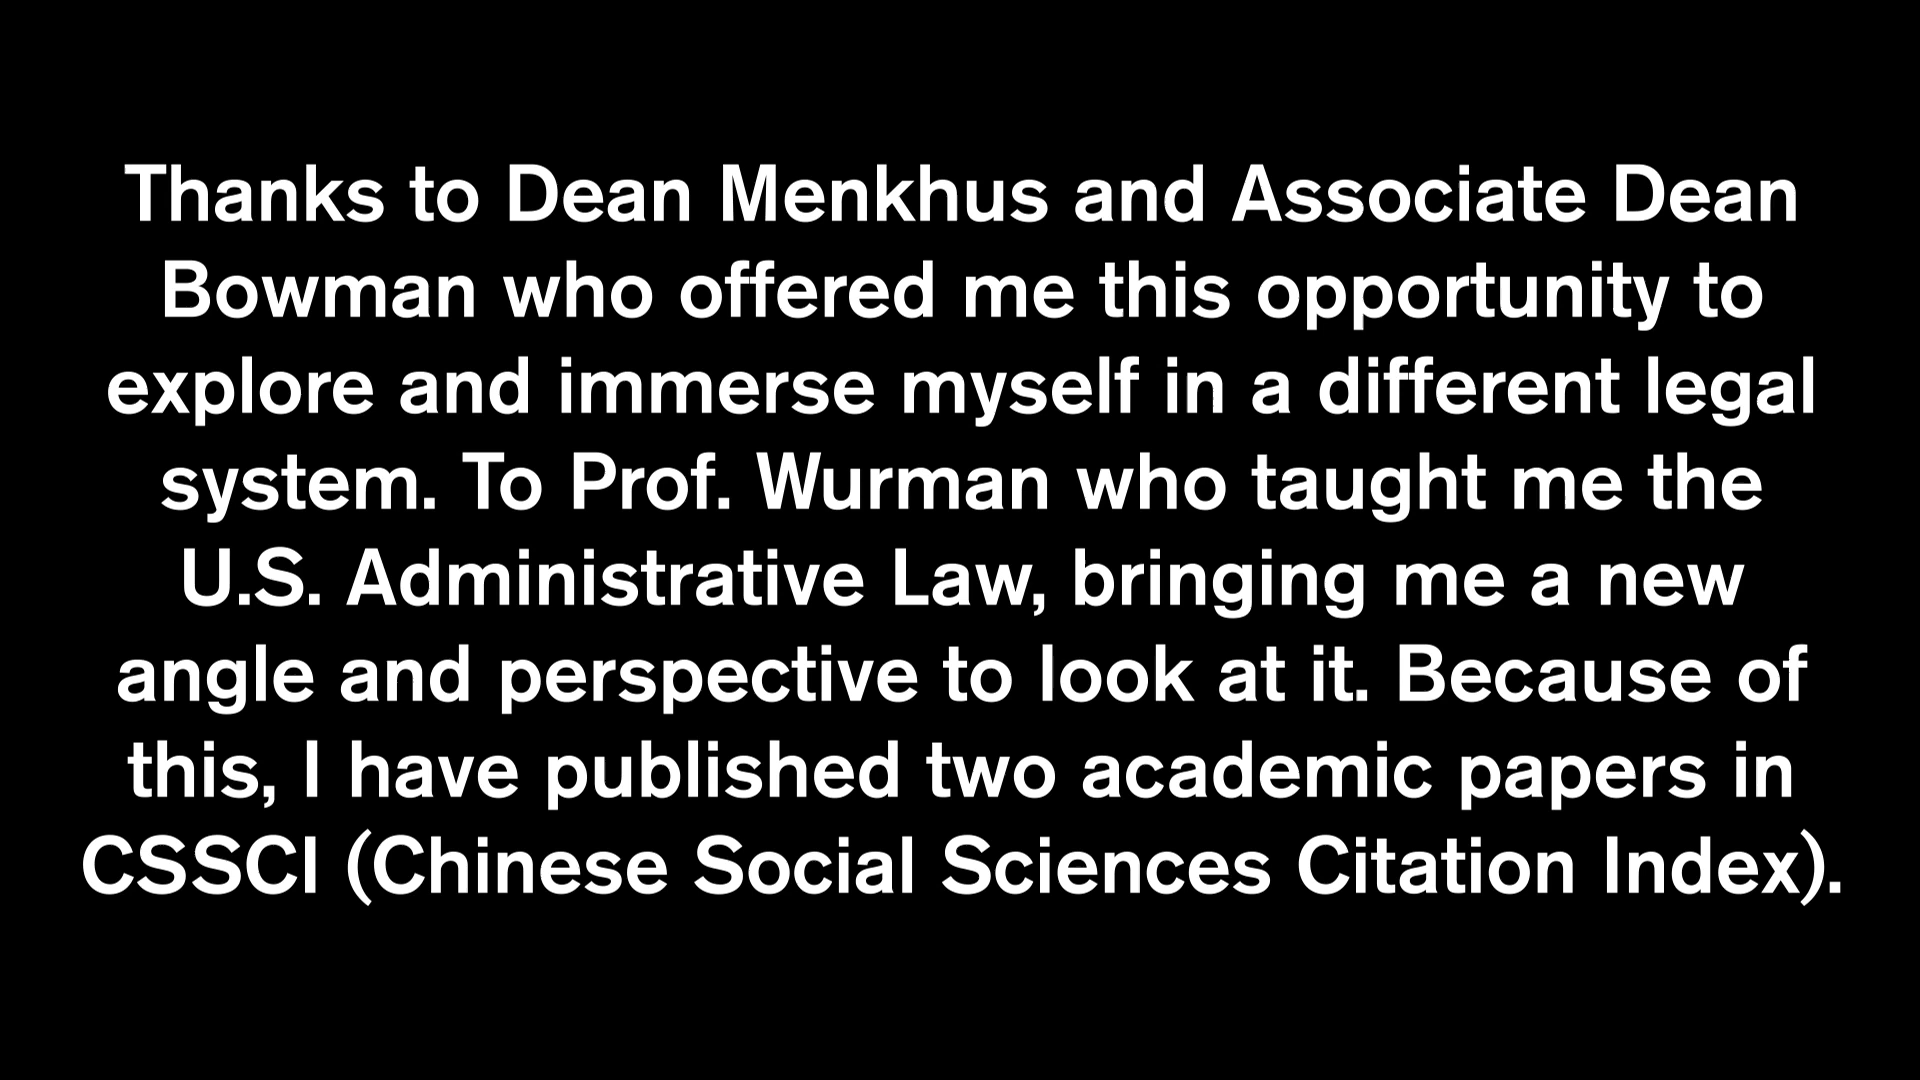 Thanks to Dean Menkhus and Associate Dean
Bowman who offered me this opportunity to
explore and immerse myself in a different legal
system. To Prof. Wurman who taught me the
U.S. Administrative Law, bringing me a new
angle and perspective to look at it. Because of
this, I have published two academic papers in
CSSCI (Chinese Social Sciences Citation Index).